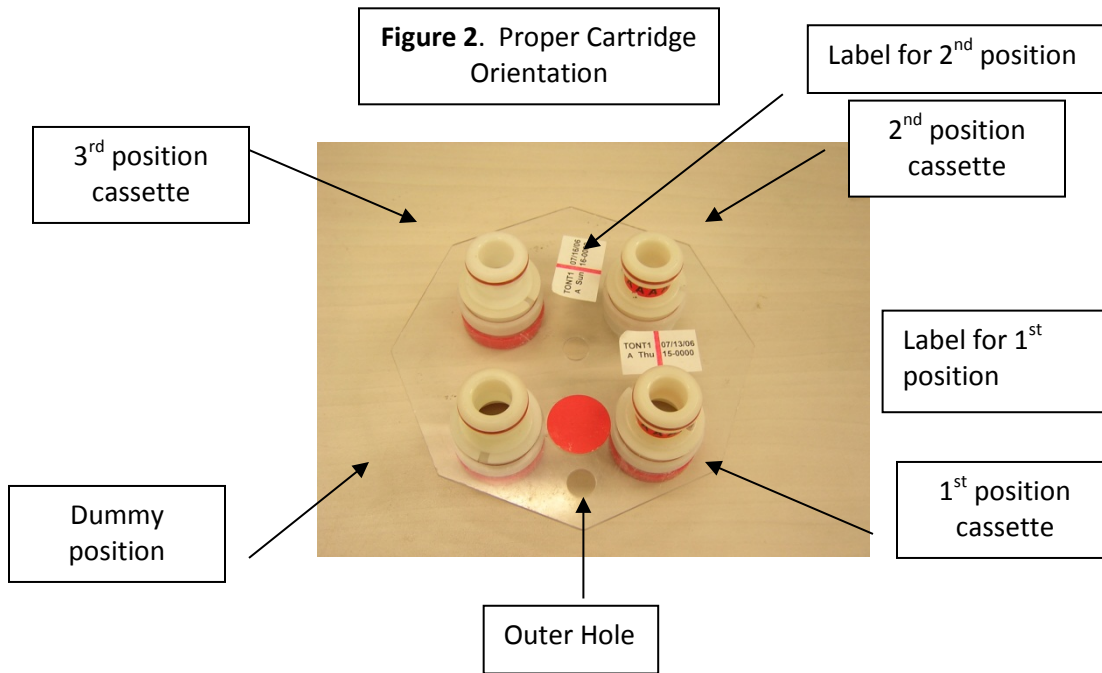 Figure 2. Proper Cartridge
Orientation
Label for 2nd position
3rd position
cassette
2nd position
cassette
TONT1 07/16/06
A Sun
TONT1 07/13/06
A Thu 15-0000
Label for 1st
position
Dummy
position
1st position
cassette
Outer Hole